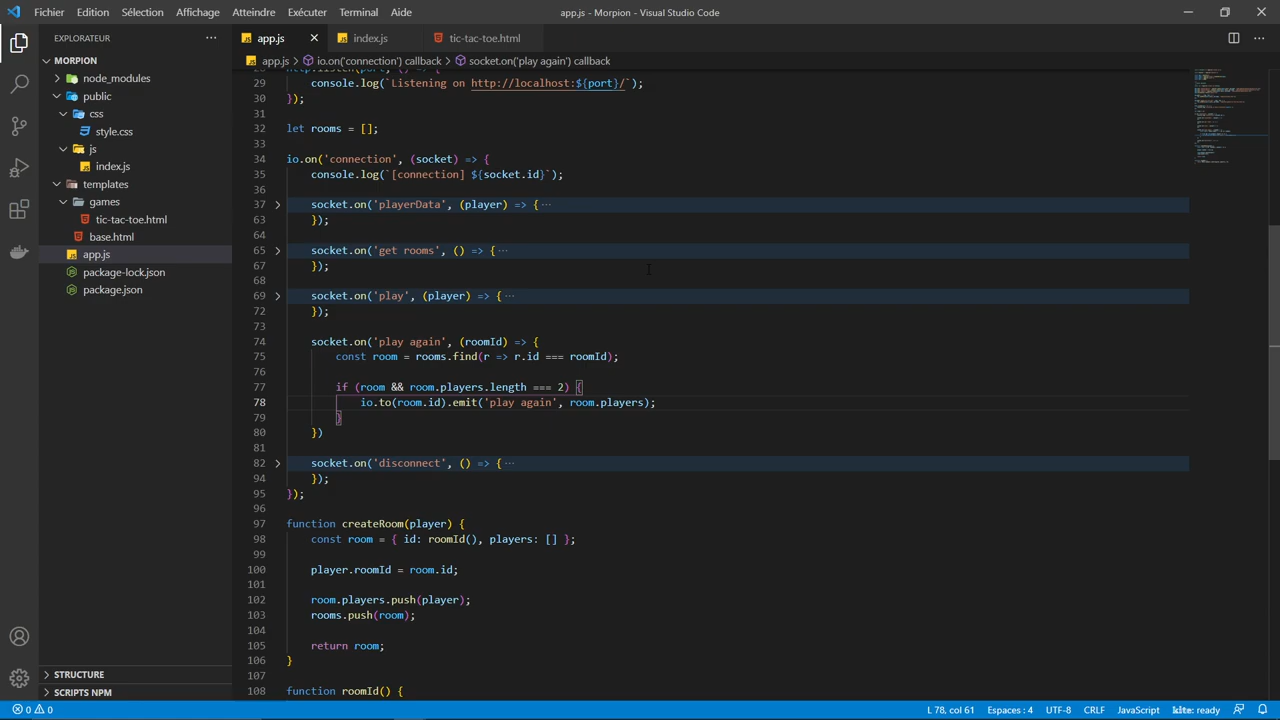 Fichier Edition Sélection Affichage Atteindre Exécuter Terminal Aide
app.js - Morpion - Visual Studio Code
EXPLORATEUR ···
app.js index.js tic-tac-toe.html
MORPION
app.js > io.on('connection') callback > socket.on('play again') callback
node_modules
public
css
style.css
js
index.js
templates
games
tic-tac-toe.html
base.html
app.js
package-lock.json
package.json
STRUCTURE
SCRIPTS NPM
28 http.listen(port, () => {
29 console.log(`Listening on http://localhost:${port}/`);
30 });
31
32 let rooms = [];
33
34 io.on('connection', (socket) => {
35 console.log(`[connection] ${socket.id}`);
36
37 socket.on('playerData', (player) => { ···
63 });
64
65 socket.on('get rooms', () => { ···
67 });
68
69 socket.on('play', (player) => { ···
72 });
73
74 socket.on('play again', (roomId) => {
75 const room = rooms.find(r => r.id === roomId);
76
77 if (room && room.players.length === 2) {
78 io.to(room.id).emit('play again', room.players);
79 }
80 })
81
82 socket.on('disconnect', () => { ···
94 });
95 });
96
97 function createRoom(player) {
98 const room = { id: roomId(), players: [] };
99
100 player.roomId = room.id;
101
102 room.players.push(player);
103 rooms.push(room);
104
105 return room;
106 }
107
108 function roomId() {
0 0 L 78, col 61 Espaces : 4 UTF-8 CRLF JavaScript kite: ready